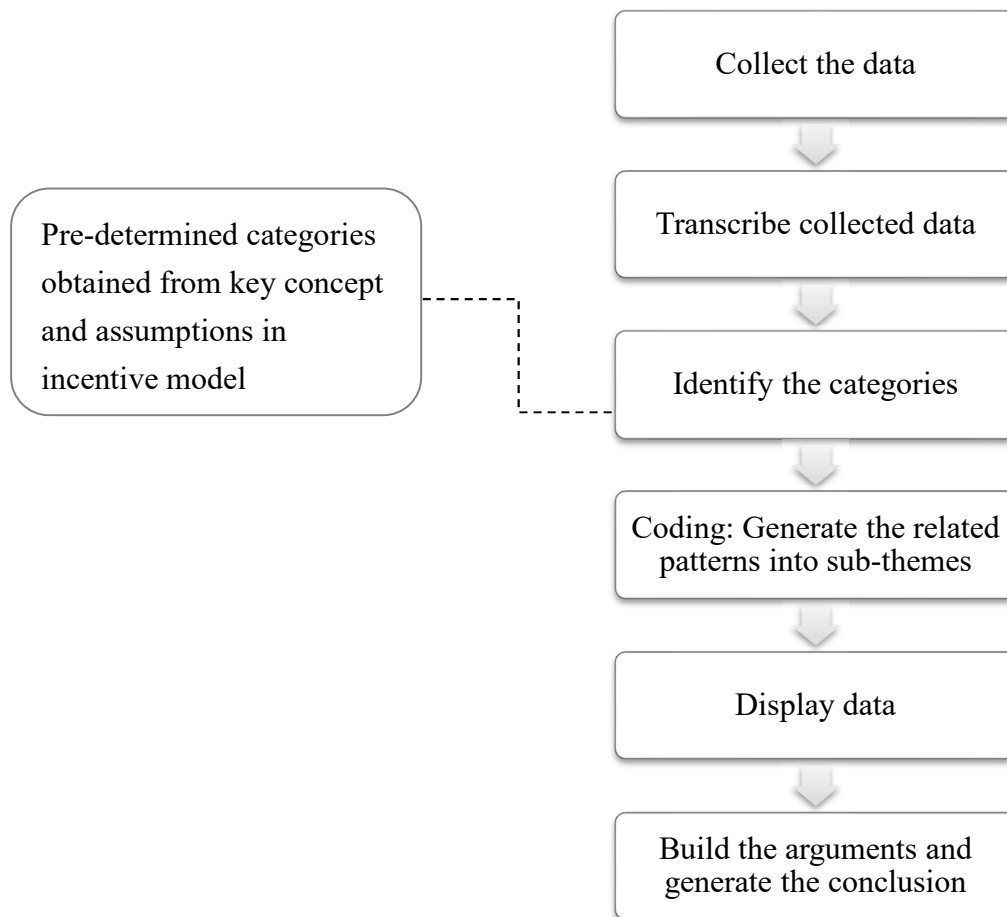 Collect the data
Transcribe collected data
Pre-determined categories
obtained from key concept
and assumptions in
incentive model
Identify the categories
Coding: Generate the related
patterns into sub-themes
Display data
Build the arguments and
generate the conclusion